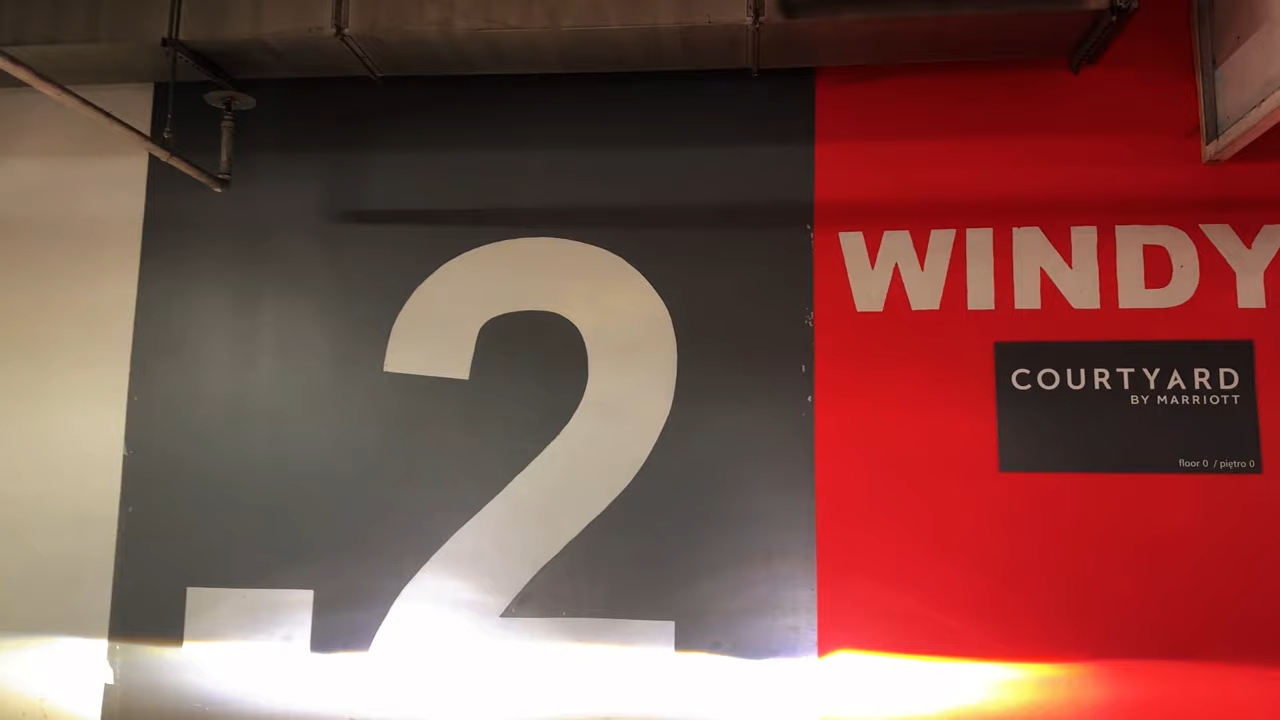 .2
WINDY
COURTYARD
BY MARRIOTT
floor 0 / piętro 0